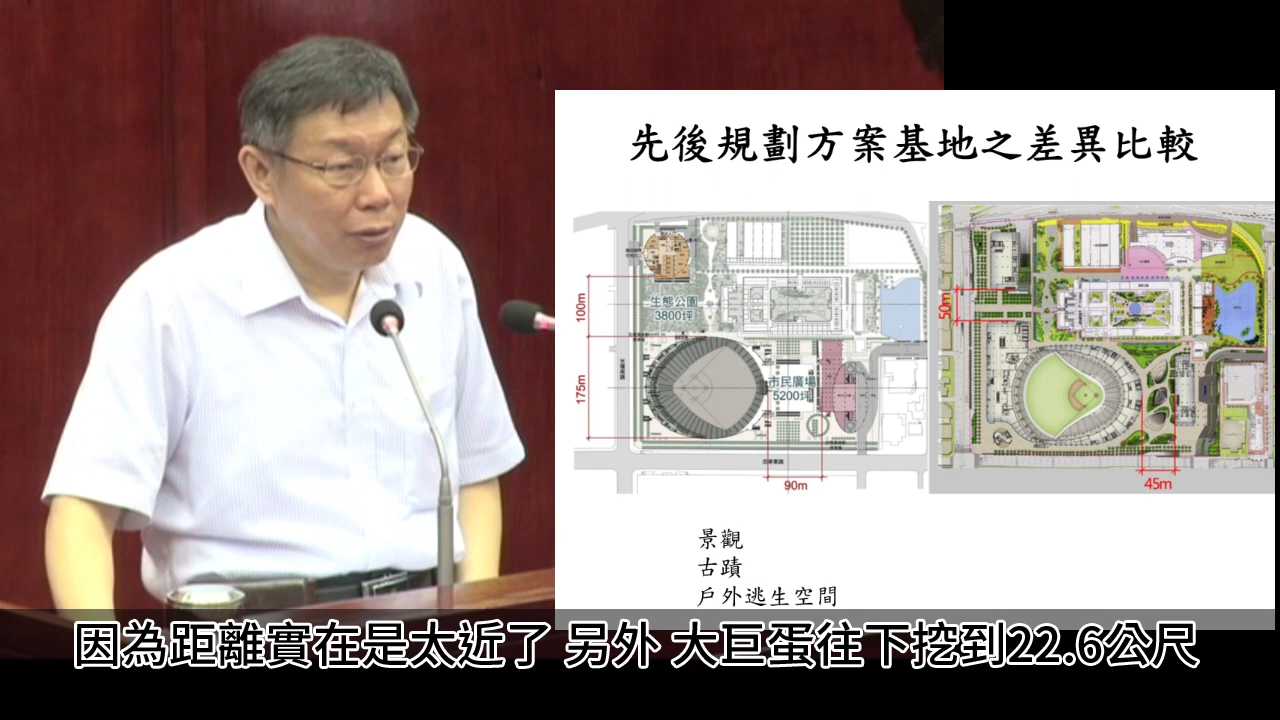 先後規劃方案基地之差異比較
生態公園
3800坪
100m
175m
市民廣場
5200坪
90m
50m
45m
景觀
古蹟
戶外逃生空間
因為距離實在是太近了 另外 大巨蛋往下挖到22.6公尺